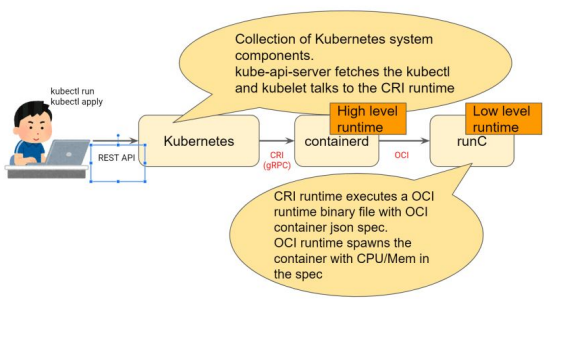 Collection of Kubernetes system
components.
kube-api-server fetches the kubectl
and kubelet talks to the CRI runtime
kubectl run
kubectl apply
REST API
Kubernetes
CRI
(gRPC)
High level
runtime
containerd
OCI
Low level
runtime
runC
CRI runtime executes a OCI
runtime binary file with OCI
container json spec.
OCI runtime spawns the
container with CPU/Mem in
the spec